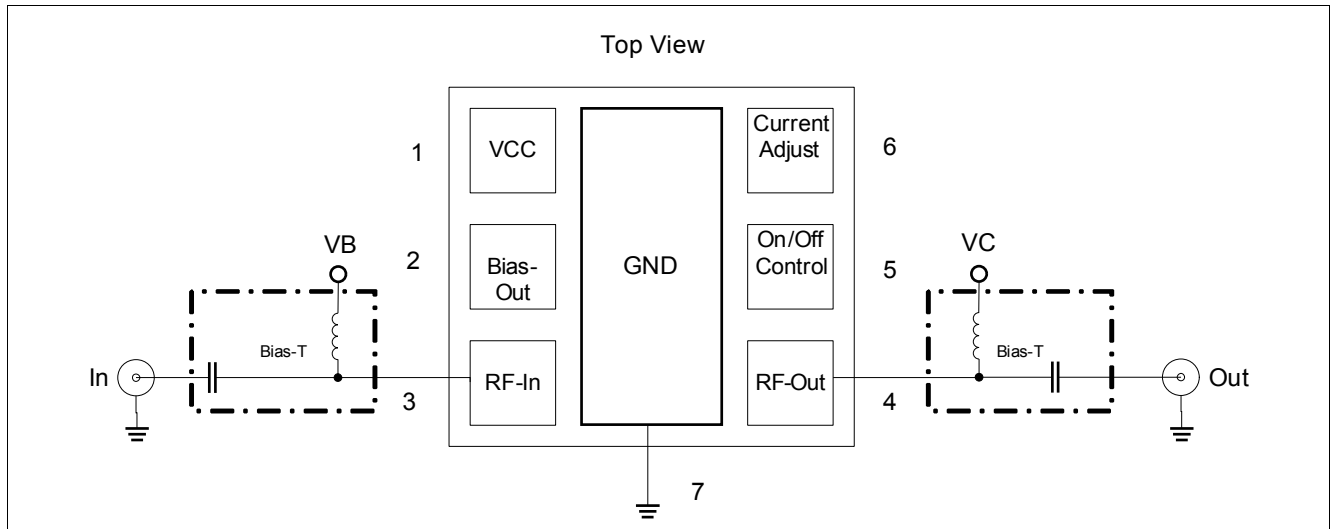 Top View
1
VCC
Current
Adjust
6
VB
2
Bias-
Out
GND
On/Off
Control
5
VC
Bias-T
Bias-T
In
3
RF-In
RF-Out
4
Out
7